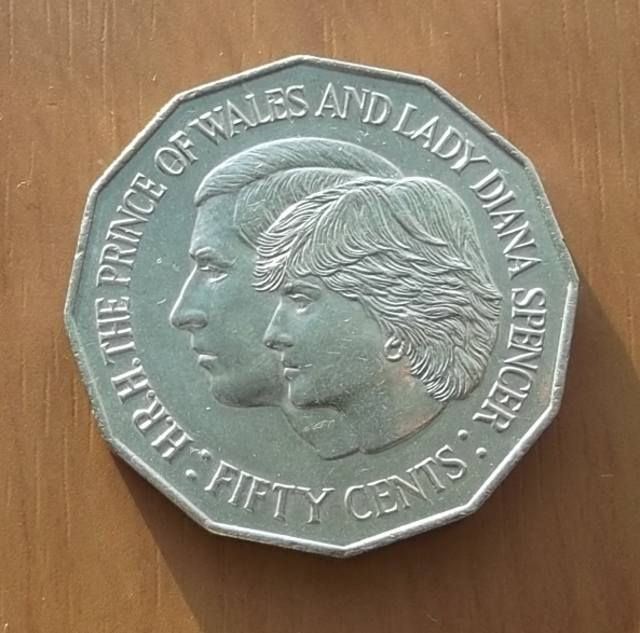 H.R.H. THE PRINCE OF WALES AND LADY DIANA SPENCER
FIFTY CENTS